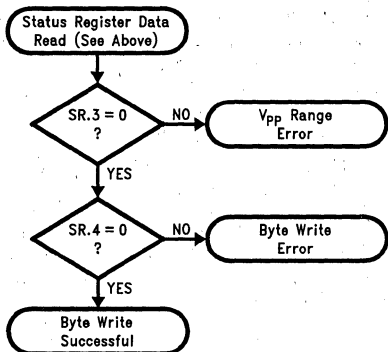 Status Register Data
Read (See Above)
SR.3 = 0
?
NO
VPP Range
Error
YES
SR.4 = 0
?
NO
Byte Write
Error
YES
Byte Write
Successful